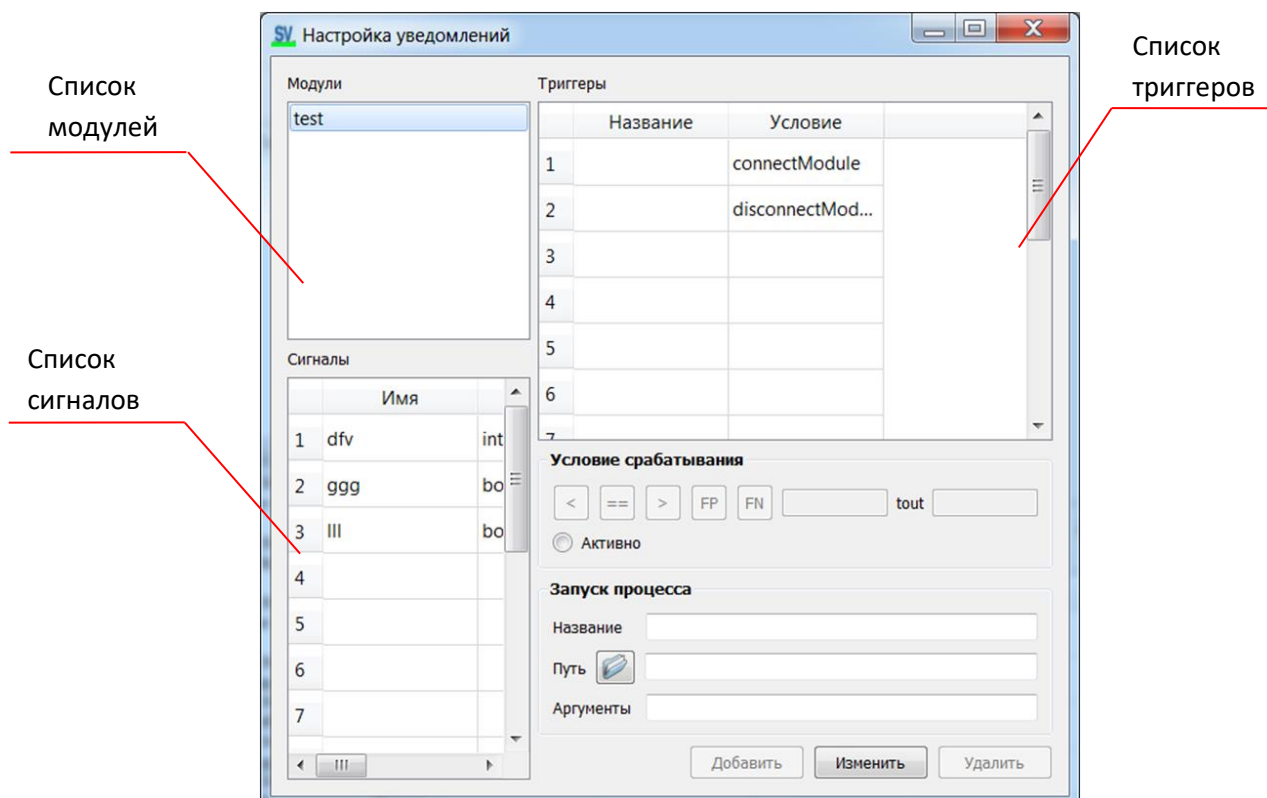 SV Настройка уведомлений
Список
модулей
Список
триггеров
Список
сигналов
Модули
test
Триггеры
Название Условие
1 connectModule
2 disconnectMod...
3
4
5
6
7
Сигналы
Имя
1 dfv int
2 ggg bo
3 lll bo
4
5
6
7
Условие срабатывания
< == > FP FN tout
Активно
Запуск процесса
Название
Путь
Аргументы
Добавить Изменить Удалить